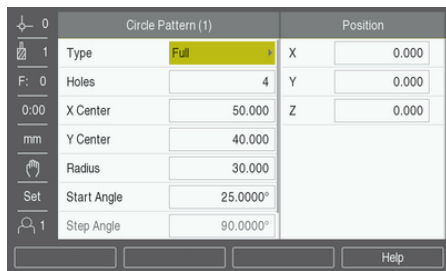 0
Circle Pattern (1)
Position
1
Type
Full
X
0.000
F: 0
Holes
4
Y
0.000
0:00
X Center
50.000
Z
0.000
mm
Y Center
40.000
Radius
30.000
Set
Start Angle
25.0000°
1
Step Angle
90.0000°
Help